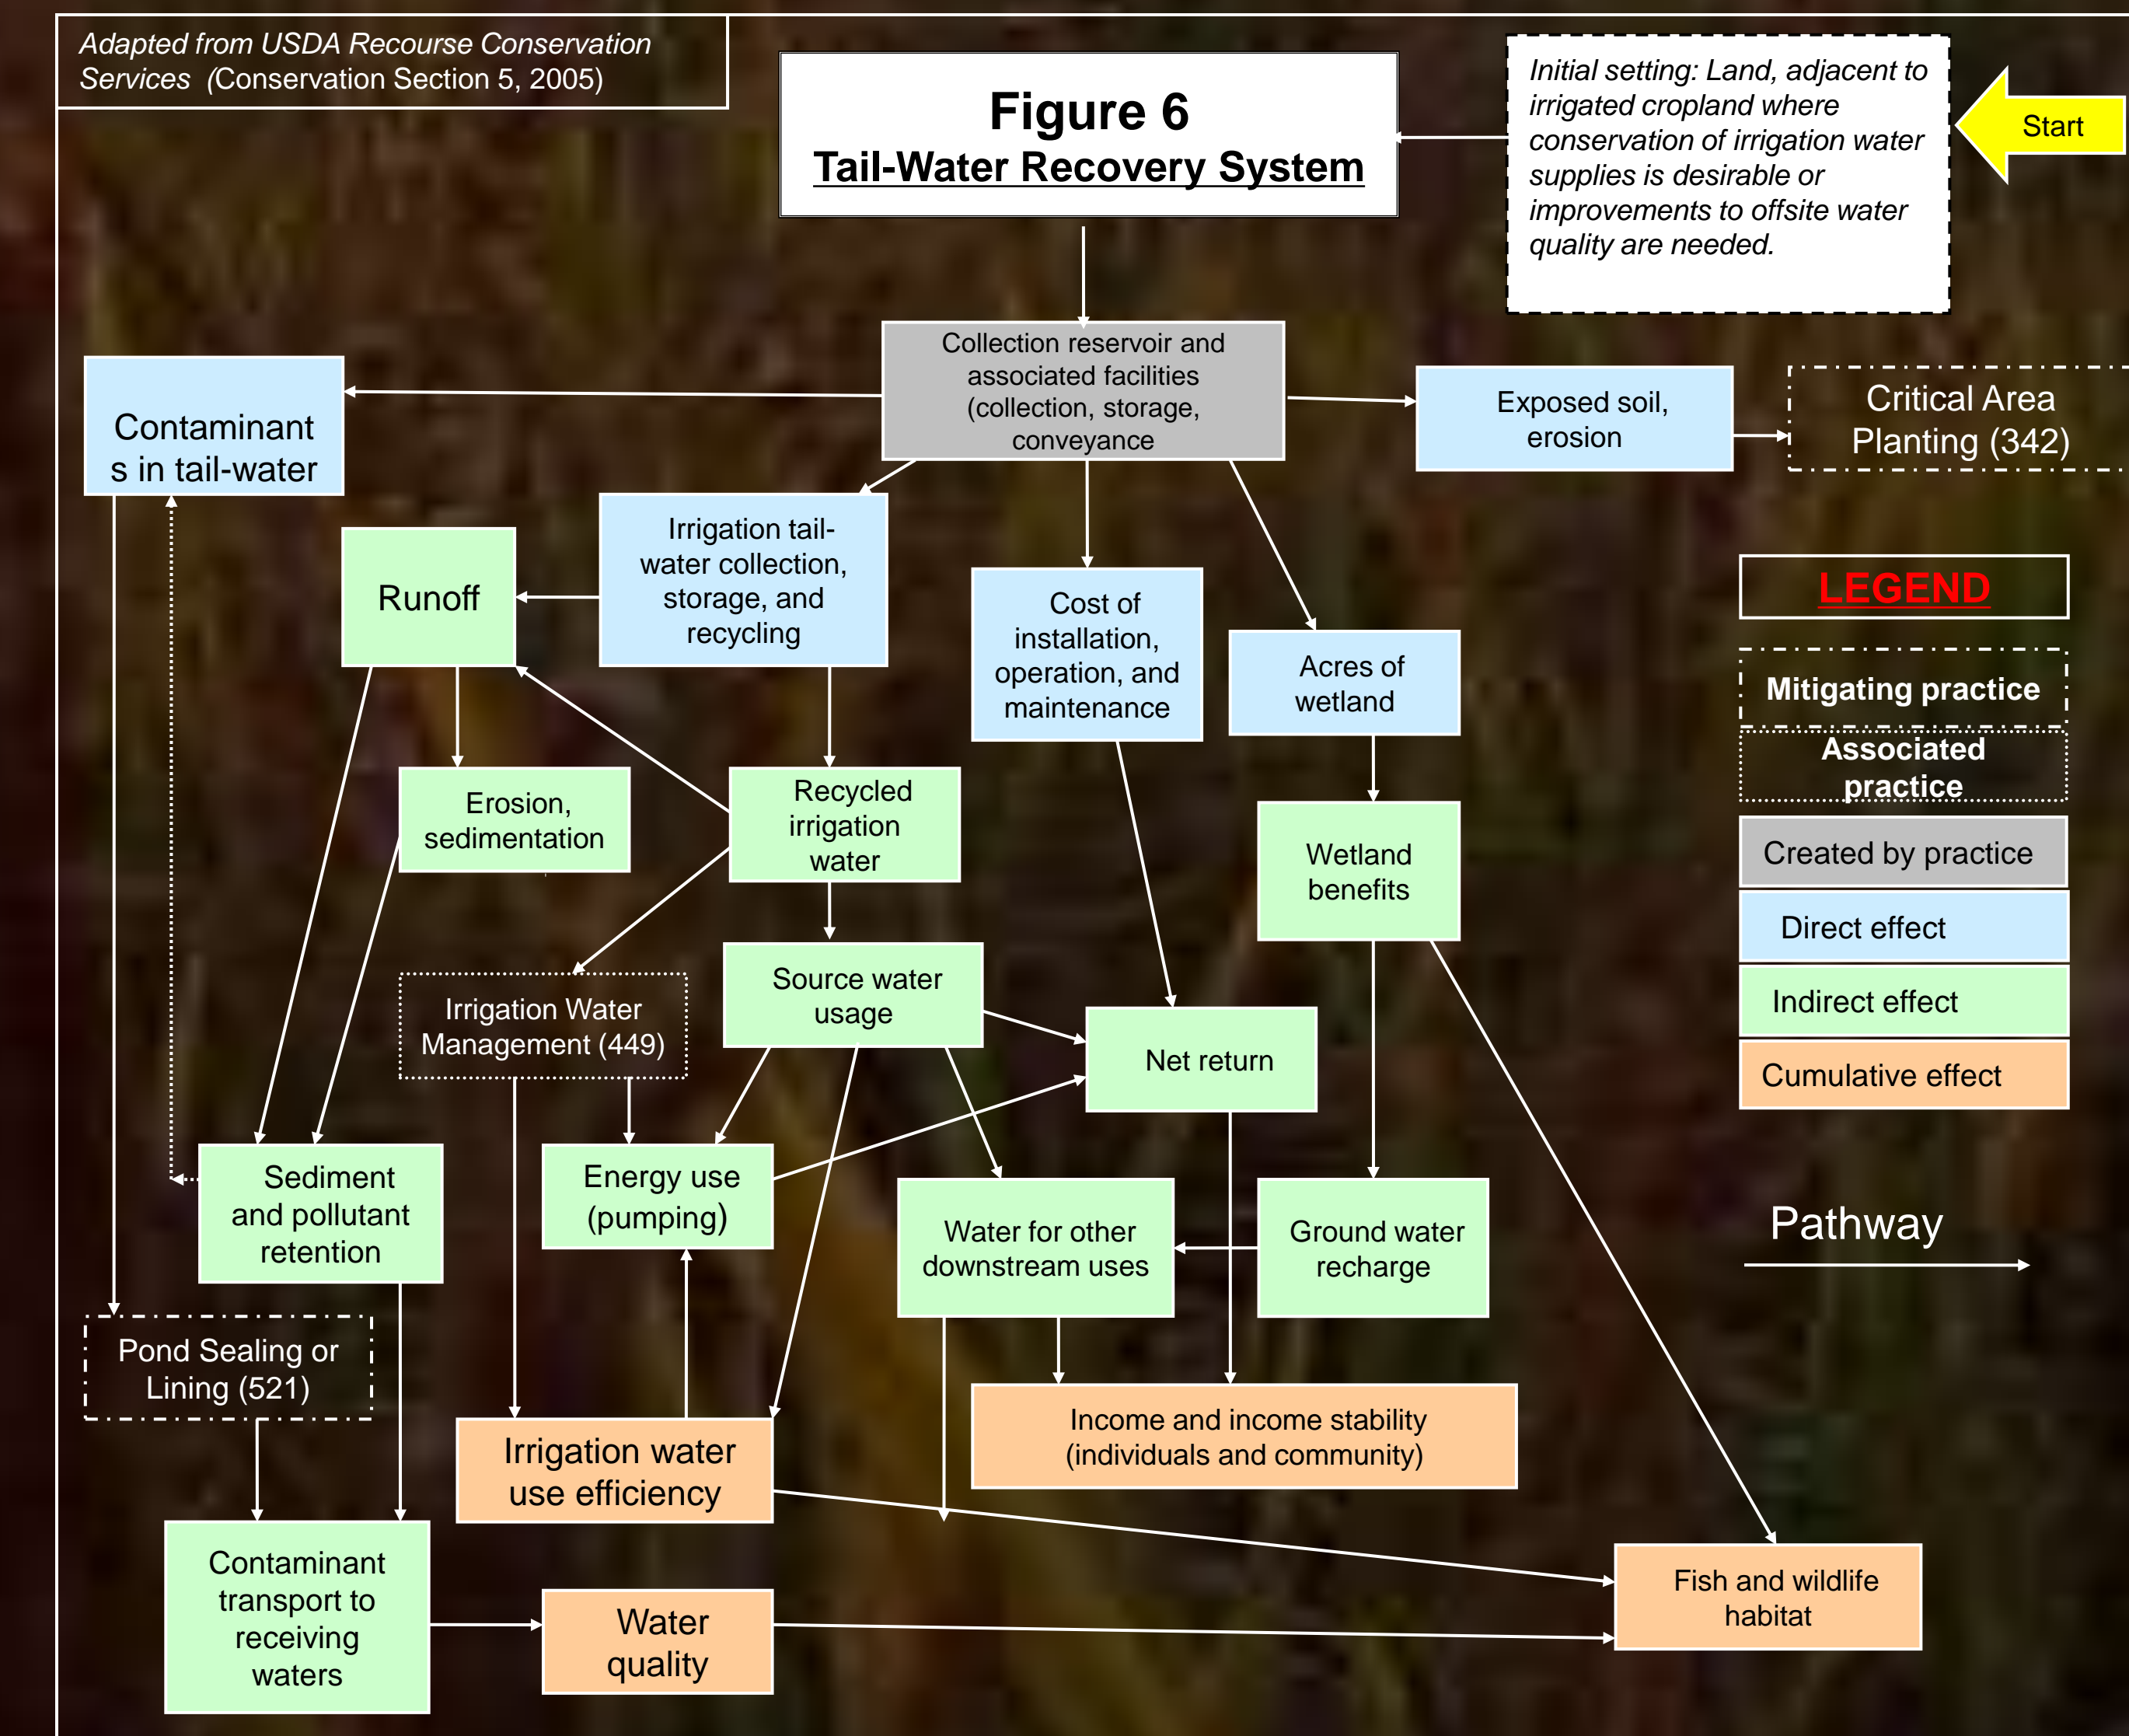 Adapted from USDA Recourse Conservation
Services (Conservation Section 5, 2005)
Figure 6
Tail-Water Recovery System
Initial setting: Land, adjacent to
irrigated cropland where
conservation of irrigation water
supplies is desirable or
improvements to offsite water
quality are needed.
Start
Collection reservoir and
associated facilities
(collection, storage,
conveyance
Contaminant
s in tail-water
Exposed soil,
erosion
Critical Area
Planting (342)
Irrigation tail-
water collection,
storage, and
recycling
Runoff
Cost of
installation,
operation, and
maintenance
Acres of
wetland
LEGEND
Mitigating practice
Associated
practice
Created by practice
Direct effect
Indirect effect
Cumulative effect
Pathway
Erosion,
sedimentation
Recycled
irrigation
water
Wetland
benefits
Source water
usage
Irrigation Water
Management (449)
Net return
Sediment
and pollutant
retention
Energy use
(pumping)
Water for other
downstream uses
Ground water
recharge
Pond Sealing or
Lining (521)
Irrigation water
use efficiency
Income and income stability
(individuals and community)
Contaminant
transport to
receiving
waters
Water
quality
Fish and wildlife
habitat